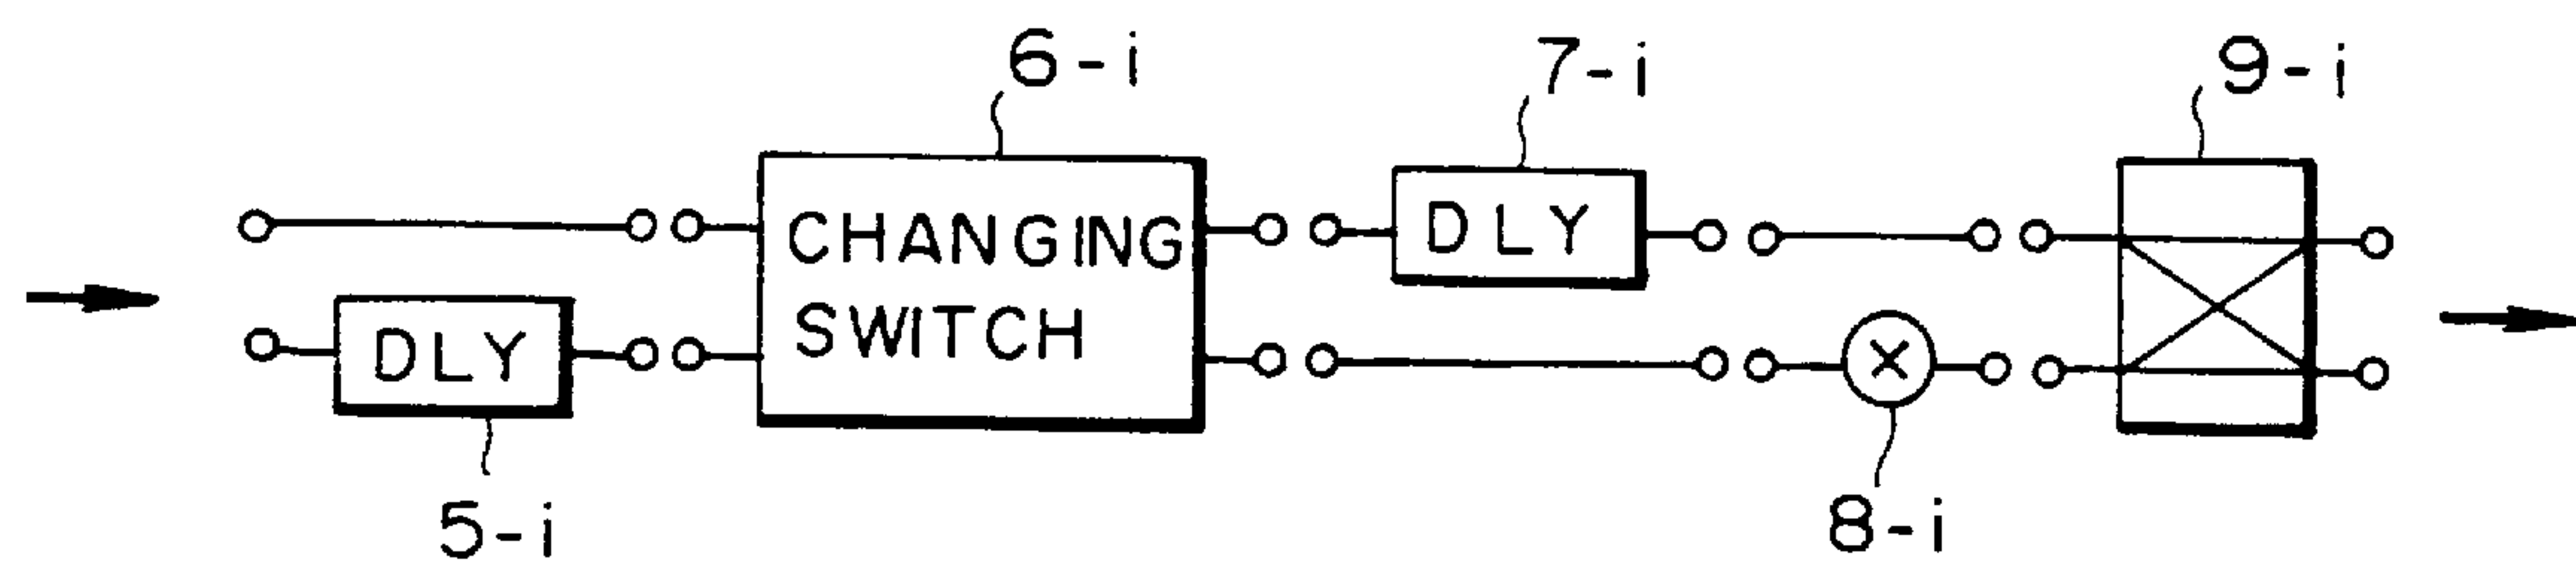 6-i
7-i
9-i
CHANGING
SWITCH
DLY
DLY
5-i
8-i